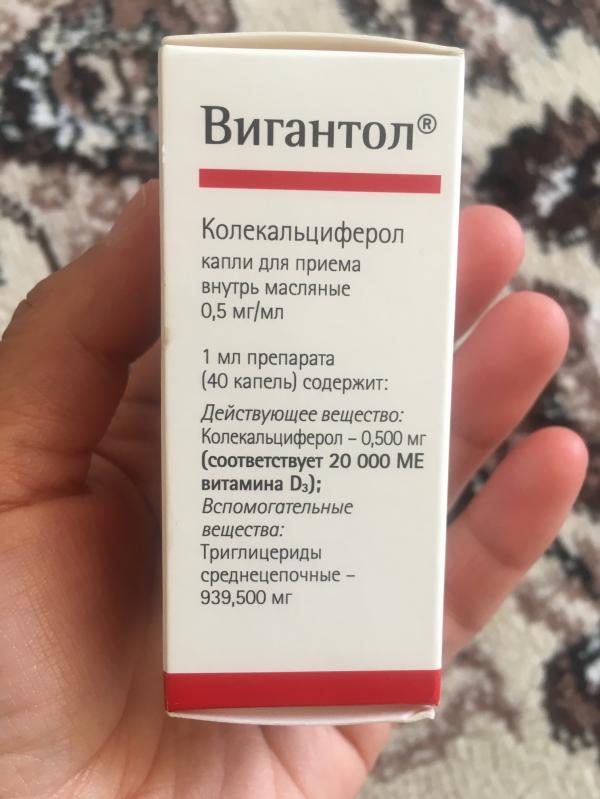 Вигантол®
Колекальциферол
капли для приема
внутрь масляные
0,5 мг/мл
1 мл препарата
(40 капель) содержит:
Действующее вещество:
Колекальциферол – 0,500 мг
(соответствует 20 000 МЕ
витамина D₃);
Вспомогательные
вещества:
Триглицериды
среднецепочные –
939,500 мг